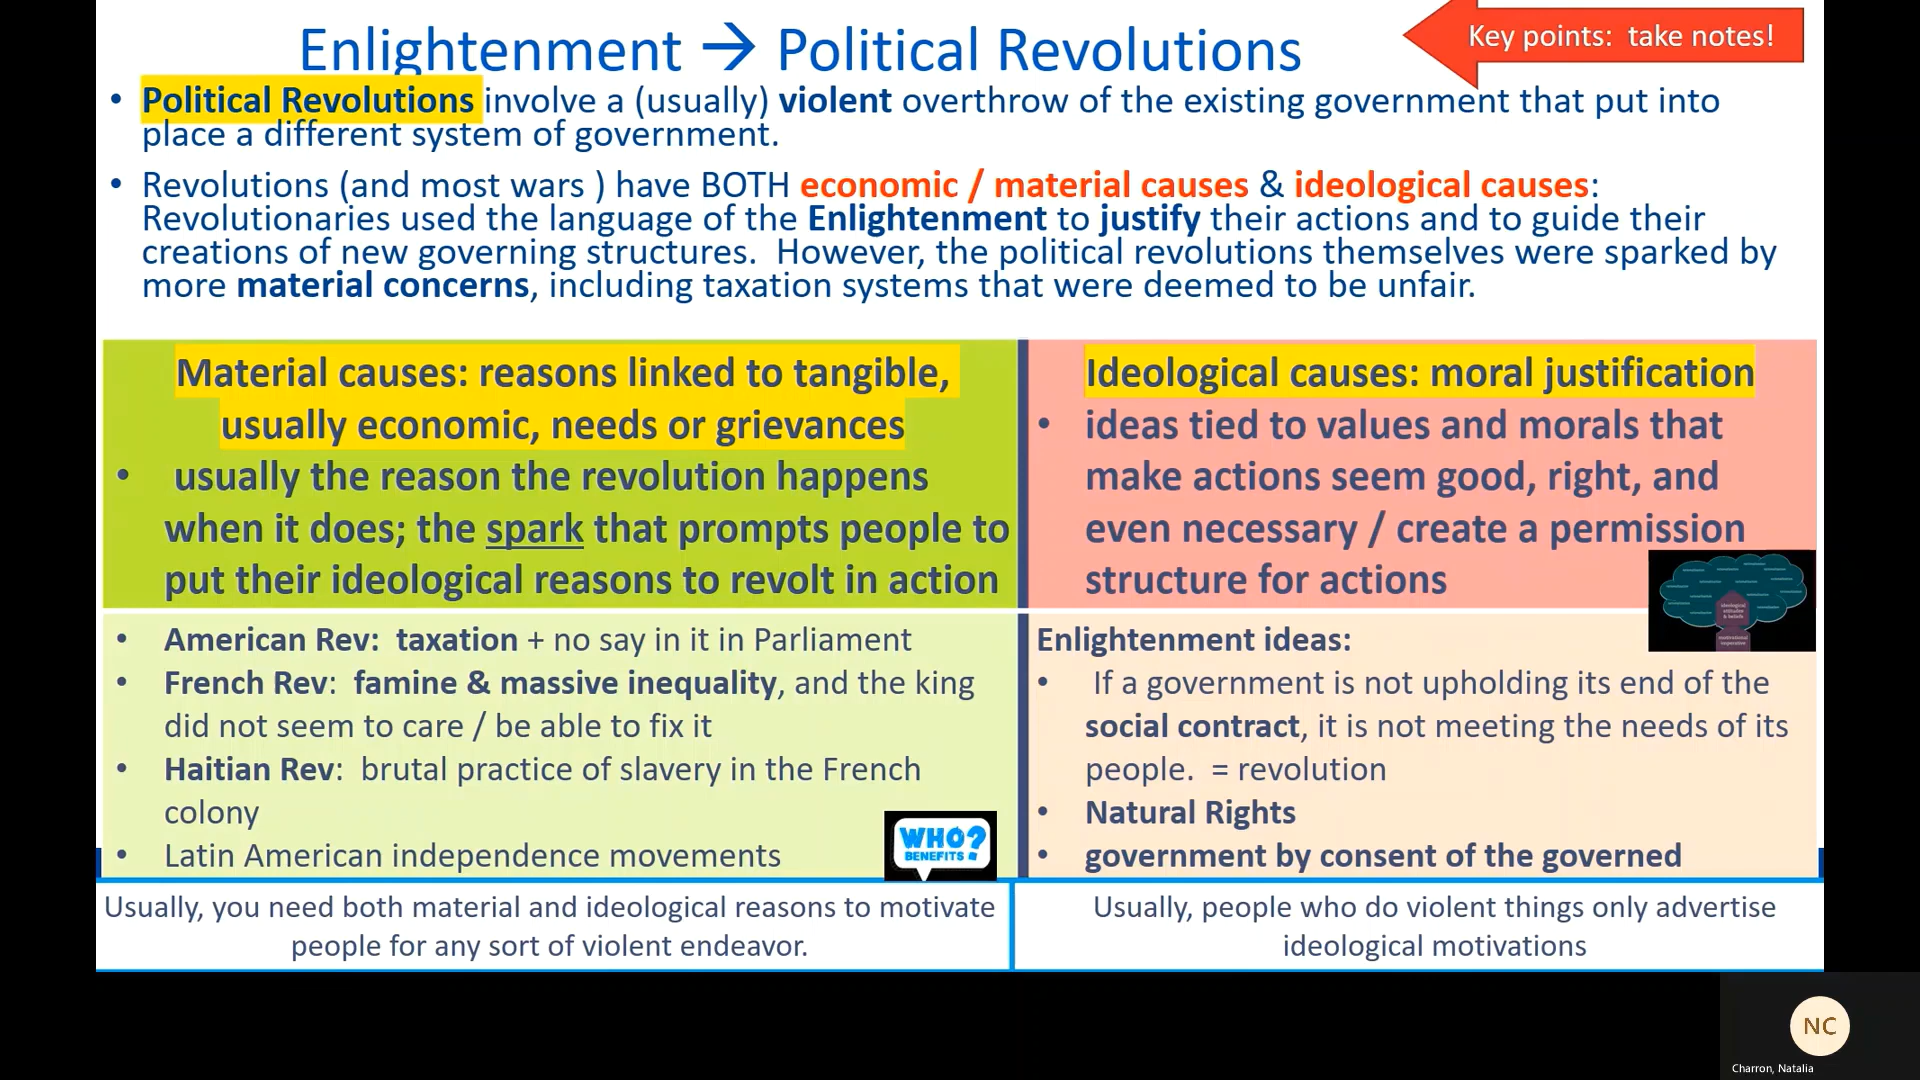 Enlightenment → Political Revolutions
Key points: take notes!
• Political Revolutions involve a (usually) violent overthrow of the existing government that put into
place a different system of government.
• Revolutions (and most wars ) have BOTH economic / material causes & ideological causes:
Revolutionaries used the language of the Enlightenment to justify their actions and to guide their
creations of new governing structures. However, the political revolutions themselves were sparked by
more material concerns, including taxation systems that were deemed to be unfair.
Material causes: reasons linked to tangible,
usually economic, needs or grievances
• usually the reason the revolution happens
when it does; the spark that prompts people to
put their ideological reasons to revolt in action
Ideological causes: moral justification
• ideas tied to values and morals that
make actions seem good, right, and
even necessary / create a permission
structure for actions
ideological
attitudes
& beliefs
motivational
imperative
• American Rev: taxation + no say in it in Parliament
• French Rev: famine & massive inequality, and the king
did not seem to care / be able to fix it
• Haitian Rev: brutal practice of slavery in the French
colony
• Latin American independence movements
WHO?
BENEFITS
Enlightenment ideas:
• If a government is not upholding its end of the
social contract, it is not meeting the needs of its
people. = revolution
• Natural Rights
• government by consent of the governed
Usually, you need both material and ideological reasons to motivate
people for any sort of violent endeavor.
Usually, people who do violent things only advertise
ideological motivations
NC
Charron, Natalia